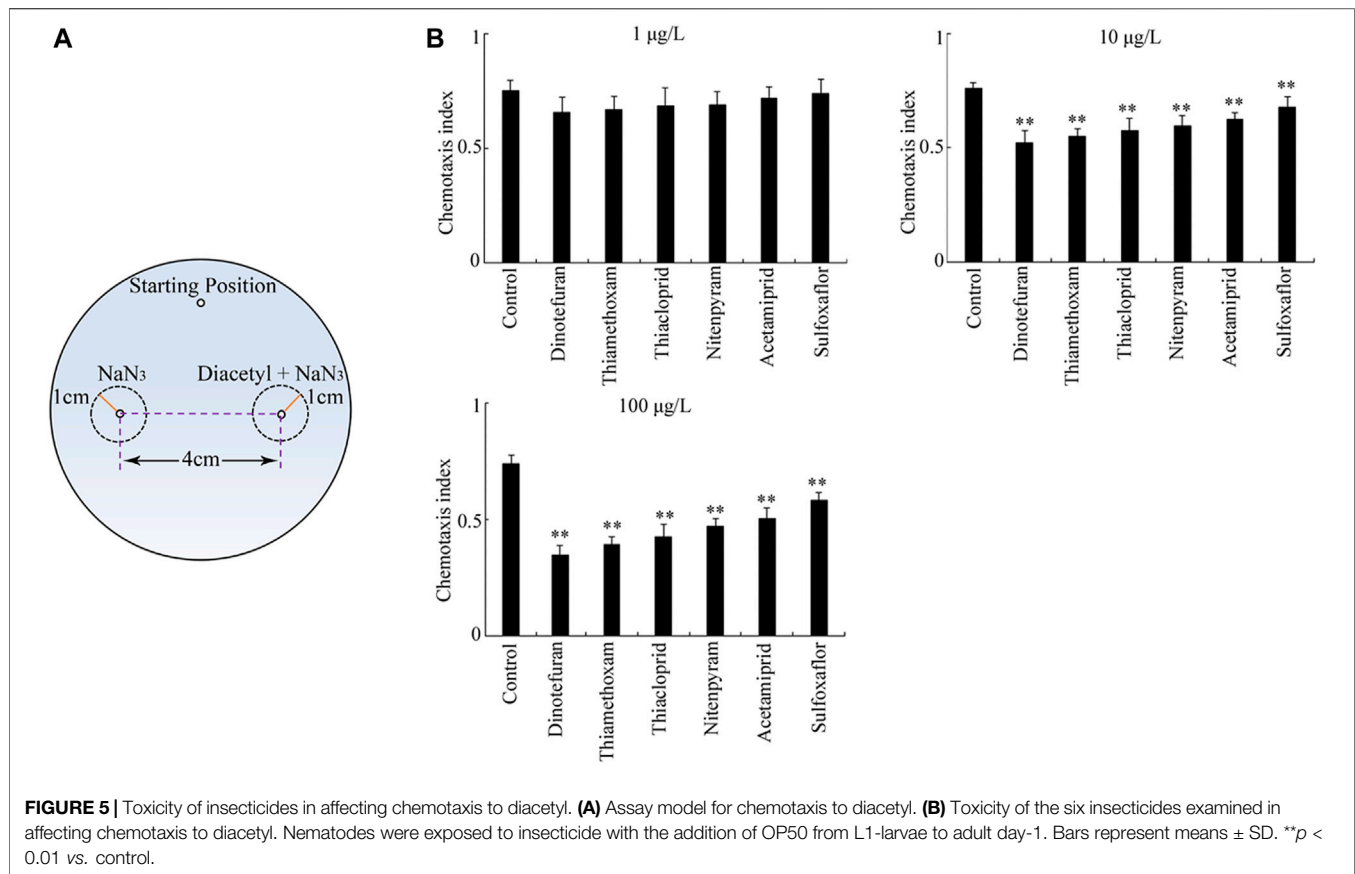 A
Starting Position
NaN₃
Diacetyl + NaN₃
1cm
1cm
4cm
B
1 μg/L
Chemotaxis index
1
0.5
0
Control
Dinotefuran
Thiamethoxam
Thiacloprid
Nitenpyram
Acetamiprid
Sulfoxaflor
10 μg/L
Chemotaxis index
1
0.5
0
** ** ** ** ** **
Control
Dinotefuran
Thiamethoxam
Thiacloprid
Nitenpyram
Acetamiprid
Sulfoxaflor
100 μg/L
Chemotaxis index
1
0.5
0
** ** ** ** ** **
Control
Dinotefuran
Thiamethoxam
Thiacloprid
Nitenpyram
Acetamiprid
Sulfoxaflor
FIGURE 5 | Toxicity of insecticides in affecting chemotaxis to diacetyl. (A) Assay model for chemotaxis to diacetyl. (B) Toxicity of the six insecticides examined in
affecting chemotaxis to diacetyl. Nematodes were exposed to insecticide with the addition of OP50 from L1-larvae to adult day-1. Bars represent means ± SD. **p <
0.01 vs. control.